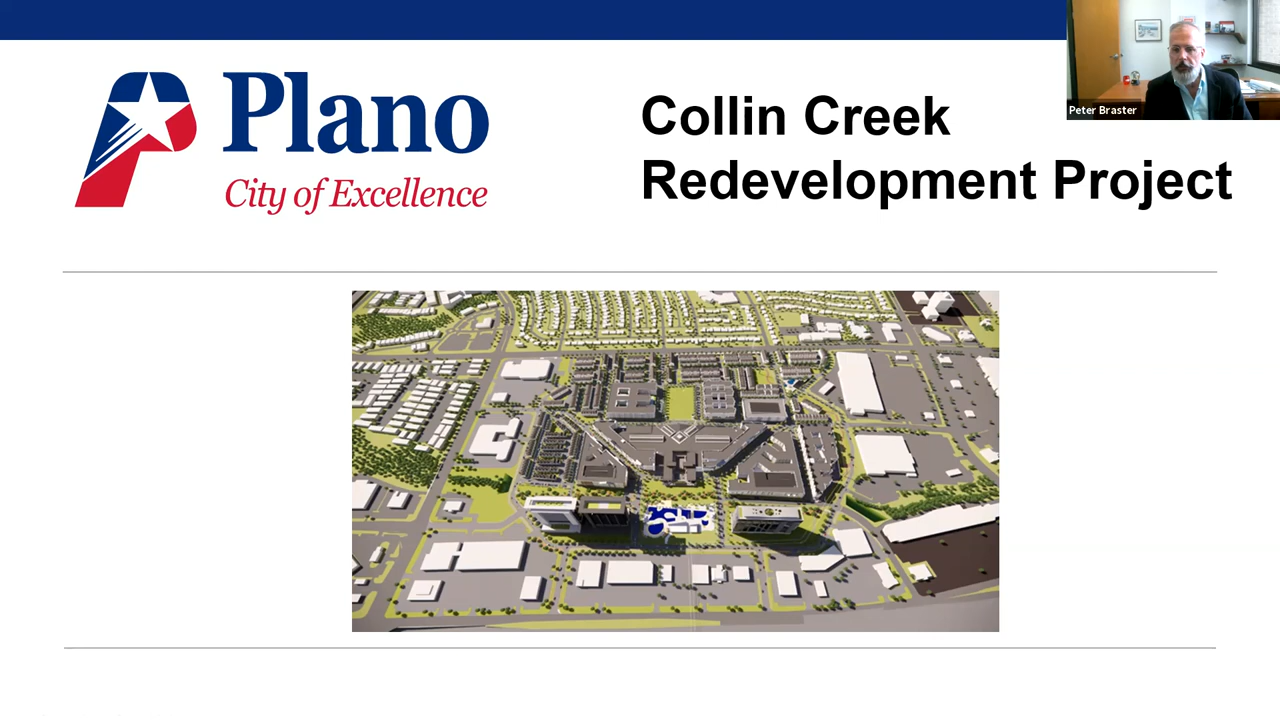 Plano
City of Excellence
Collin Creek
Redevelopment Project
Peter Braster